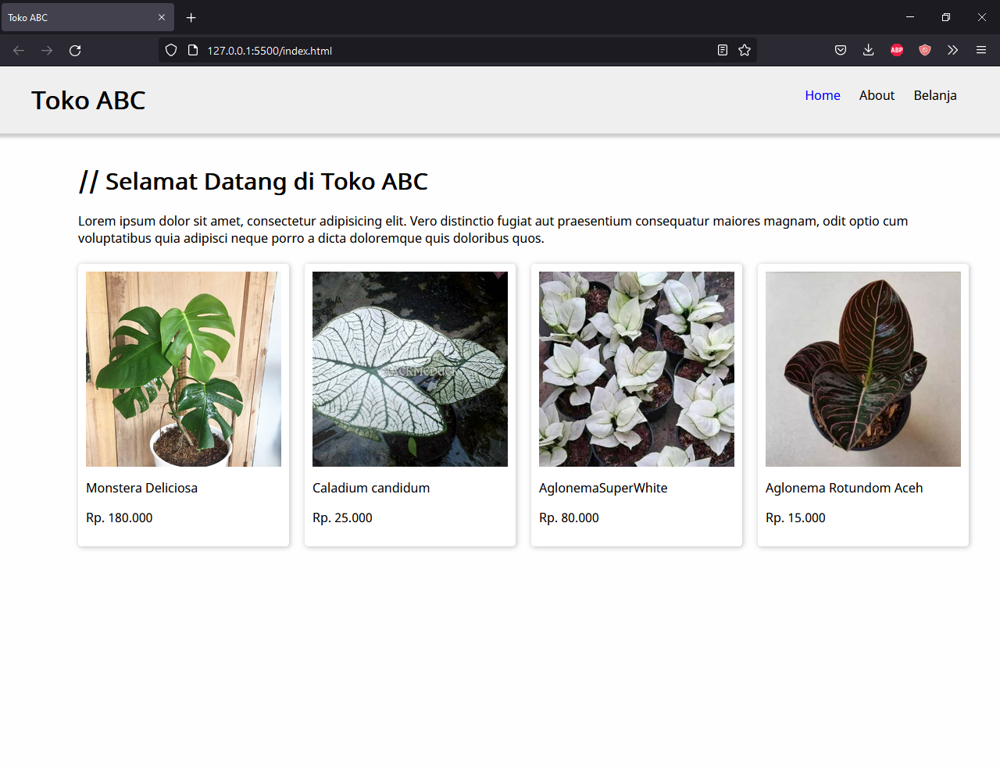 Toko ABC
127.0.0.1:5500/index.html
ABP
Toko ABC
Home About Belanja
// Selamat Datang di Toko ABC
Lorem ipsum dolor sit amet, consectetur adipisicing elit. Vero distinctio fugiat aut praesentium consequatur maiores magnam, odit optio cum
voluptatibus quia adipisci neque porro a dicta doloremque quis doloribus quos.
Monstera Deliciosa
Rp. 180.000
Caladium candidum
Rp. 25.000
AglonemaSuperWhite
Rp. 80.000
Aglonema Rotundom Aceh
Rp. 15.000